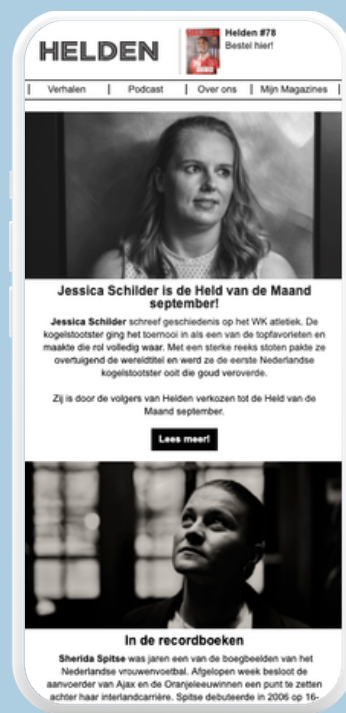 HELDEN
HELDEN
Helden #78
Bestel hier!
| Verhalen | Podcast | Over ons | Mijn Magazines |
Jessica Schilder is de Held van de Maand
september!
Jessica Schilder schreef geschiedenis op het WK atletiek. De
kogelstootster ging het toernooi in als een van de topfavorieten en
maakte die rol volledig waar. Met een sterke reeks stoten pakte ze
overtuigend de wereldtitel en werd ze de eerste Nederlandse
kogelstootster ooit die goud veroverde.
Zij is door de volgers van Helden verkozen tot de Held van de
Maand september.
Lees meer!
In de recordboeken
Sherida Spitse was jaren een van de boegbeelden van het
Nederlandse vrouwenvoetbal. Afgelopen week besloot de
aanvoerder van Ajax en de Oranjeleeuwinnen een punt te zetten
achter haar interlandcarrière. Spitse debuteerde in 2006 op 16-